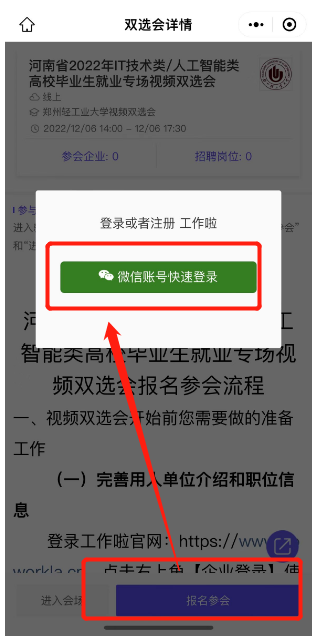 双选会详情
河南省2022年IT技术类/人工智能类
高校毕业生就业专场视频双选会
线上
郑州轻工业大学视频双选会
2022/12/06 14:00 – 12/06 17:30
参会企业: 0
招聘岗位: 0
参与
进入
会”
和“进
登录或者注册 工作啦
微信账号快速登录
河
工
智能类高校毕业生就业专场视
频双选会报名参会流程
一、视频双选会开始前您需要做的准备
工作
（一）完善用人单位介绍和职位信
息
登录工作啦官网：https://www
workla.cn，点击右上角【企业登录】使
进入会场
报名参会